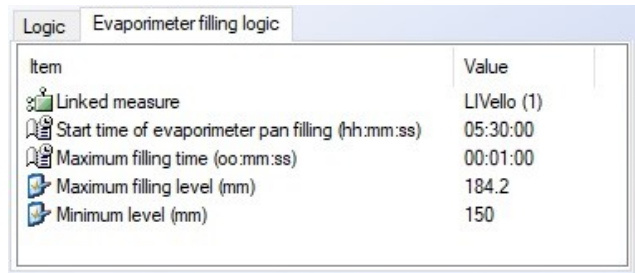 Logic Evaporimeter filling logic
Item Value
Linked measure LIVello (1)
Start time of evaporimeter pan filling (hh:mm:ss) 05:30:00
Maximum filling time (oo:mm:ss) 00:01:00
Maximum filling level (mm) 184.2
Minimum level (mm) 150